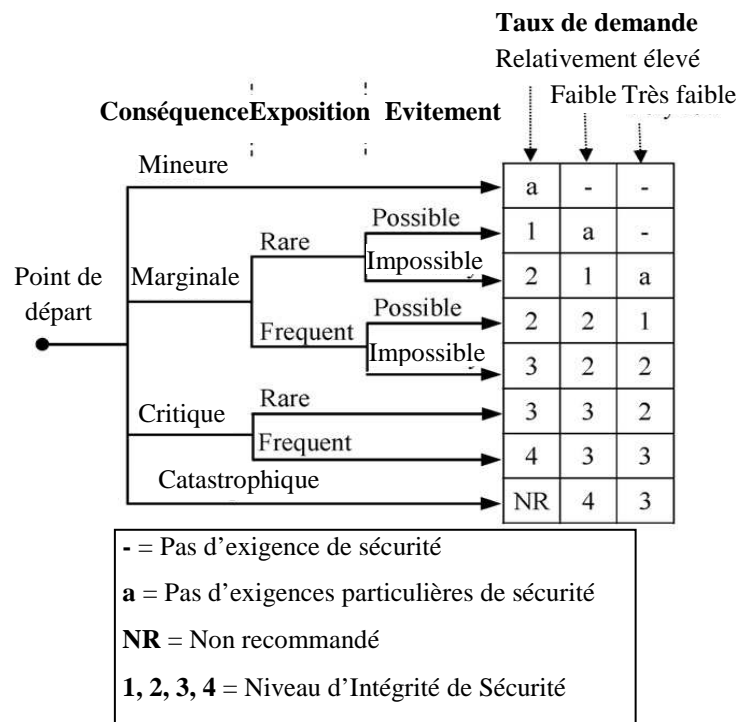 Taux de demande
Relativement élevé
Faible Très faible
Conséquence Exposition Evitement
Mineure
a - -
Possible
1 a -
Rare
Impossible
2 1 a
Point de départ
Marginale
Possible
2 2 1
Frequent
Impossible
3 2 2
Critique
Rare
3 3 2
Frequent
4 3 3
Catastrophique
NR 4 3
- = Pas d’exigence de sécurité
a = Pas d’exigences particulières de sécurité
NR = Non recommandé
1, 2, 3, 4 = Niveau d’Intégrité de Sécurité